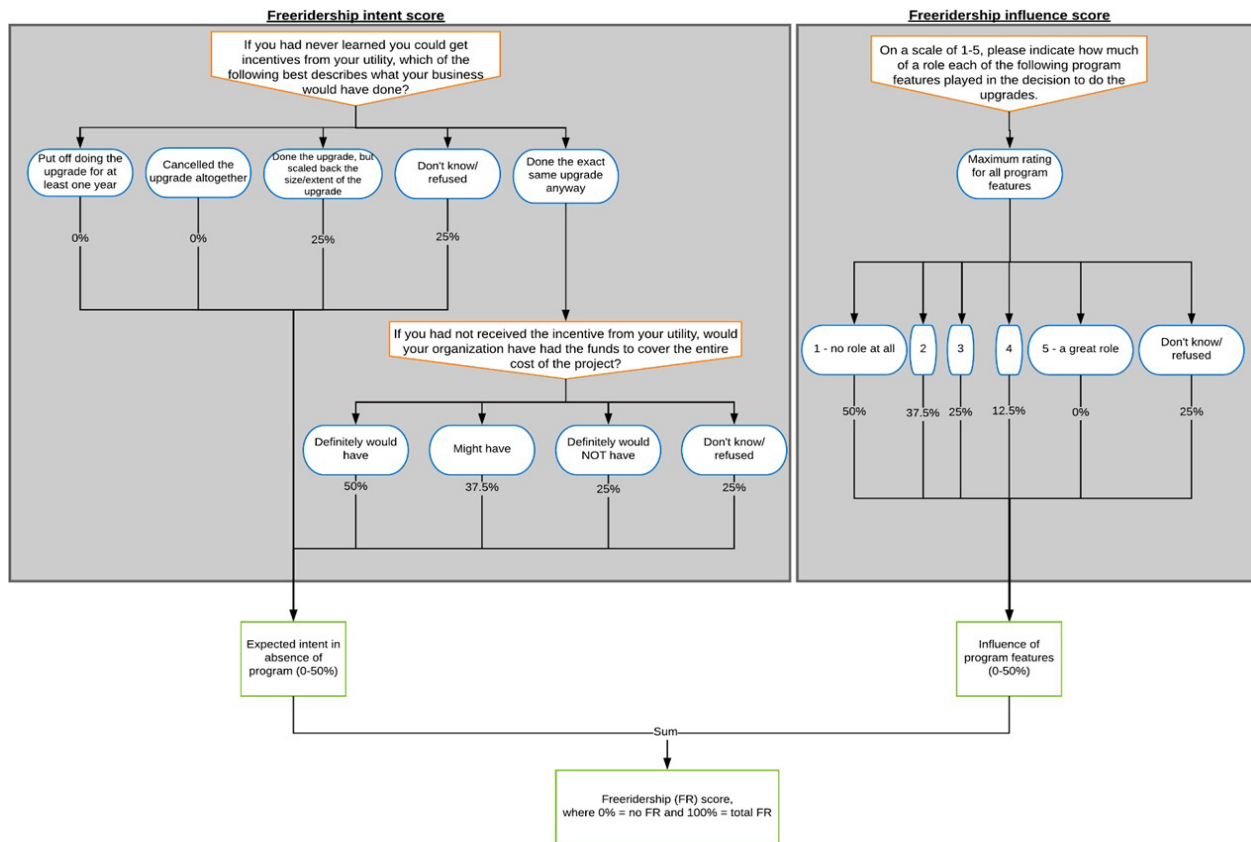 Freeridership intent score
If you had never learned you could get
incentives from your utility, which of the
following best describes what your business
would have done?
Put off doing the
upgrade for at
least one year
Cancelled the
upgrade altogether
Done the upgrade, but
scaled back the
size/extent of the
upgrade
Don't know/
refused
Done the exact
same upgrade
anyway
0%
0%
25%
25%
If you had not received the incentive from your utility, would
your organization have had the funds to cover the entire
cost of the project?
Definitely would
have
Might have
Definitely would
NOT have
Don't know/
refused
50%
37.5%
25%
25%
Expected intent in
absence of
program (0-50%)
Freeridership influence score
On a scale of 1-5, please indicate how much
of a role each of the following program
features played in the decision to do the
upgrades.
Maximum rating
for all program
features
1 - no role at all
2
3
4
5 - a great role
Don't know/
refused
50%
37.5%
25%
12.5%
0%
25%
Influence of
program features
(0-50%)
Sum
Freeridership (FR) score,
where 0% = no FR and 100% = total FR